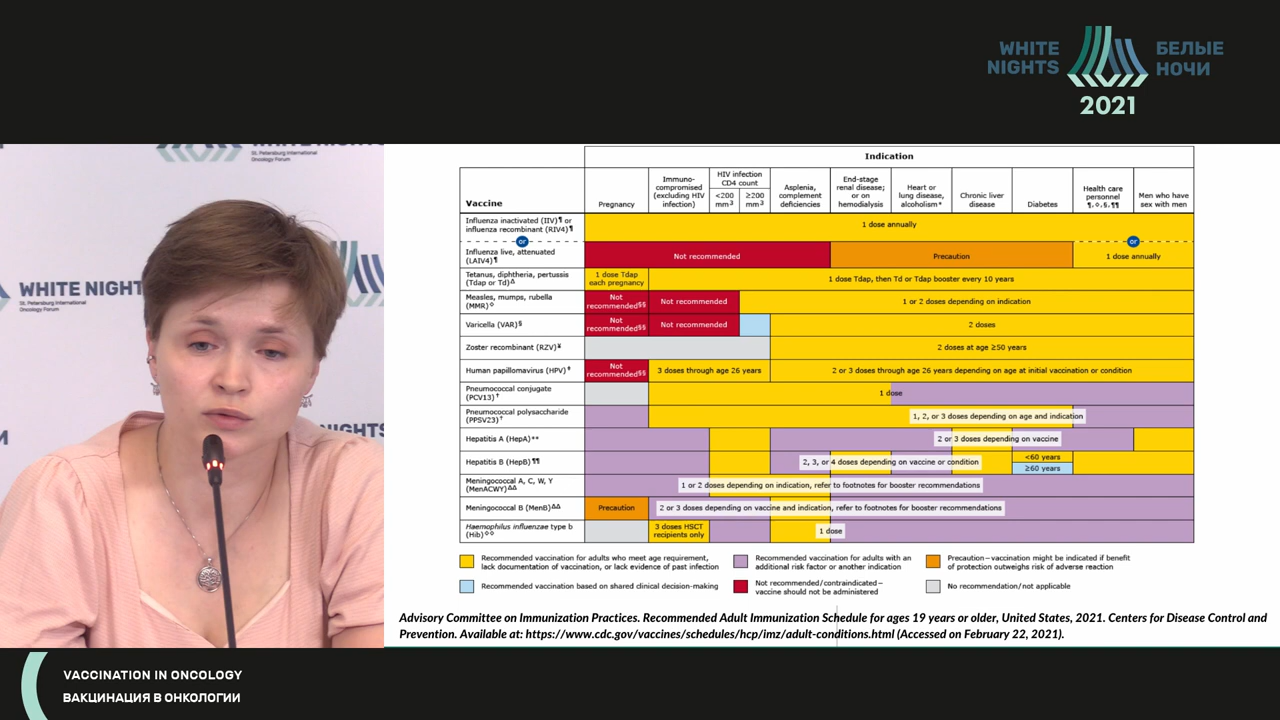 WHITE
NIGHTS
БЕЛЫЕ
НОЧИ
2021
WHITE NIGHT
St. Petersburg International
Oncology Forum
WHITE NIGHT
St. Petersburg International
Oncology Forum
NIGHTS
Indication
Vaccine
Pregnancy
Immuno-
compromised
(excluding HIV
infection)
HIV infection
CD4 count
<200
mm³
≥200
mm³
Asplenia,
complement
deficiencies
End-stage
renal disease;
or on
hemodialysis
Heart or
lung disease,
alcoholism*
Chronic liver
disease
Diabetes
Health care
personnel
¶,◊,§,¶¶
Men who have
sex with men
Influenza inactivated (IIV)¶ or
influenza recombinant (RIV4)¶
1 dose annually
or
or
Influenza live, attenuated
(LAIV4)¶
Not recommended
Precaution
1 dose annually
Tetanus, diphtheria, pertussis
(Tdap or Td)Δ
1 dose Tdap
each pregnancy
1 dose Tdap, then Td or Tdap booster every 10 years
Measles, mumps, rubella
(MMR)◊
Not
recommended§§
Not recommended
1 or 2 doses depending on indication
Varicella (VAR)§
Not
recommended§§
Not recommended
2 doses
Zoster recombinant (RZV)¥
2 doses at age ≥50 years
Human papillomavirus (HPV)‡
Not
recommended§§
3 doses through age 26 years
2 or 3 doses through age 26 years depending on age at initial vaccination or condition
Pneumococcal conjugate
(PCV13)†
1 dose
Pneumococcal polysaccharide
(PPSV23)†
1, 2, or 3 doses depending on age and indication
Hepatitis A (HepA)**
2 or 3 doses depending on vaccine
Hepatitis B (HepB)¶¶
2, 3, or 4 doses depending on vaccine or condition
<60 years
≥60 years
Meningococcal A, C, W, Y
(MenACWY)ΔΔ
1 or 2 doses depending on indication, refer to footnotes for booster recommendations
Meningococcal B (MenB)ΔΔ
Precaution
2 or 3 doses depending on vaccine and indication, refer to footnotes for booster recommendations
Haemophilus influenzae type b
(Hib)◊◊
3 doses HSCT
recipients only
1 dose
Recommended vaccination for adults who meet age requirement,
lack documentation of vaccination, or lack evidence of past infection
Recommended vaccination for adults with an
additional risk factor or another indication
Precaution–vaccination might be indicated if benefit
of protection outweighs risk of adverse reaction
Recommended vaccination based on shared clinical decision-making
Not recommended/contraindicated–
vaccine should not be administered
No recommendation/not applicable
Advisory Committee on Immunization Practices. Recommended Adult Immunization Schedule for ages 19 years or older, United States, 2021. Centers for Disease Control and
Prevention. Available at: https://www.cdc.gov/vaccines/schedules/hcp/imz/adult-conditions.html (Accessed on February 22, 2021).
VACCINATION IN ONCOLOGY
ВАКЦИНАЦИЯ В ОНКОЛОГИИ